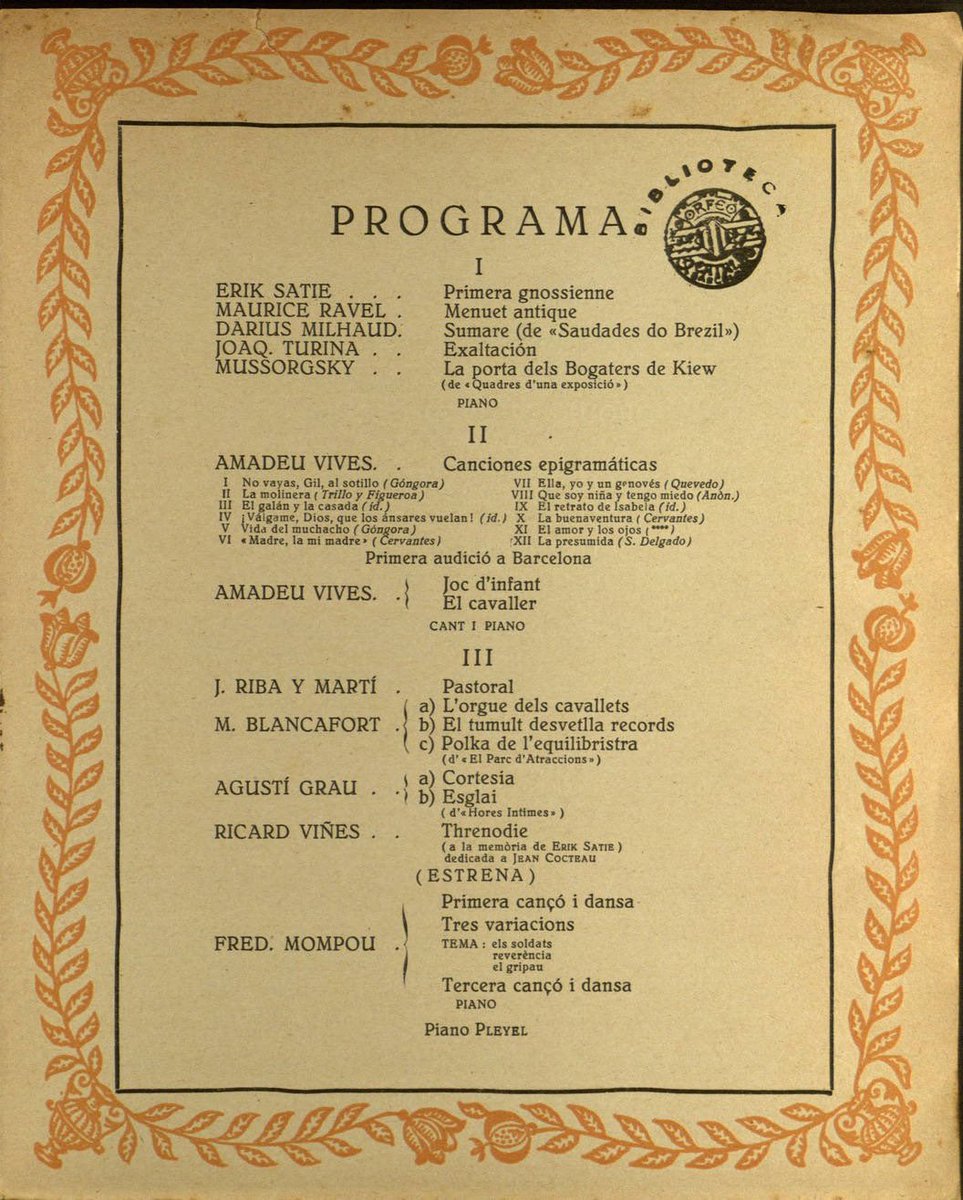 PROGRAMA
BIBLIOTECA
ORFEÓ
I
ERIK SATIE . . . Primera gnossienne
MAURICE RAVEL . Menuet antique
DARIUS MILHAUD. Sumare (de «Saudades do Brezil»)
JOAQ. TURINA . . Exaltación
MUSSORGSKY . . La porta dels Bogaters de Kiew
(de «Quadres d'una exposició»)
PIANO
II
AMADEU VIVES. . Canciones epigramáticas
I No vayas, Gil, al sotillo (Góngora) VII Ella, yo y un genovés (Quevedo)
II La molinera (Trillo y Figueroa) VIII Que soy niña y tengo miedo (Anòn.)
III El galán y la casada (id.) IX El retrato de Isabela (id.)
IV ¡Válgame, Dios, que los ánsares vuelan! (id.) X La buenaventura (Cervantes)
V Vida del muchacho (Góngora) XI El amor y los ojos (****)
VI «Madre, la mi madre» (Cervantes) XII La presumida (S. Delgado)
Primera audició a Barcelona
AMADEU VIVES. . Joc d'infant
El cavaller
CANT I PIANO
III
J. RIBA Y MARTÍ . Pastoral
a) L'orgue dels cavallets
M. BLANCAFORT . b) El tumult desvetlla records
c) Polka de l'equilibristra
(d'«El Parc d'Atraccions»)
a) Cortesia
AGUSTÍ GRAU . . b) Esglai
(d'«Hores Intimes»)
RICARD VIÑES . . Threnodie
(a la memòria de ERIK SATIE)
dedicada a JEAN COCTEAU
(ESTRENA)
Primera cançó i dansa
Tres variacions
FRED. MOMPOU . TEMA: els soldats
reverència
el gripau
Tercera cançó i dansa
PIANO
Piano PLEYEL